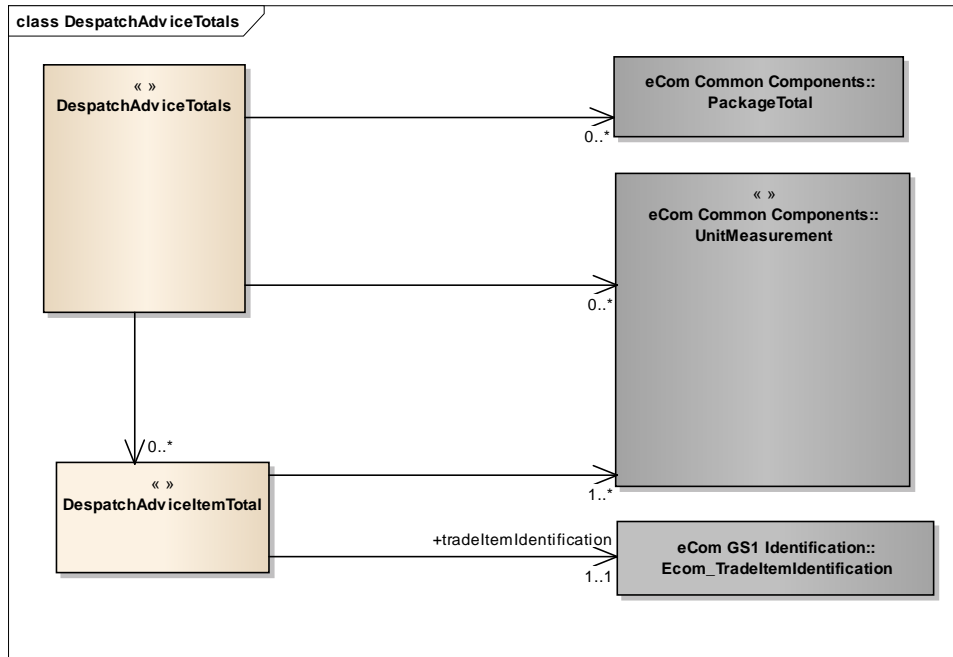 class DespatchAdviceTotals
« »
DespatchAdviceTotals
eCom Common Components::
PackageTotal
0..*
« »
eCom Common Components::
UnitMeasurement
0..*
0..*
« »
DespatchAdviceItemTotal
1..*
+tradeItemIdentification
1..1
eCom GS1 Identification::
Ecom_TradeItemIdentification